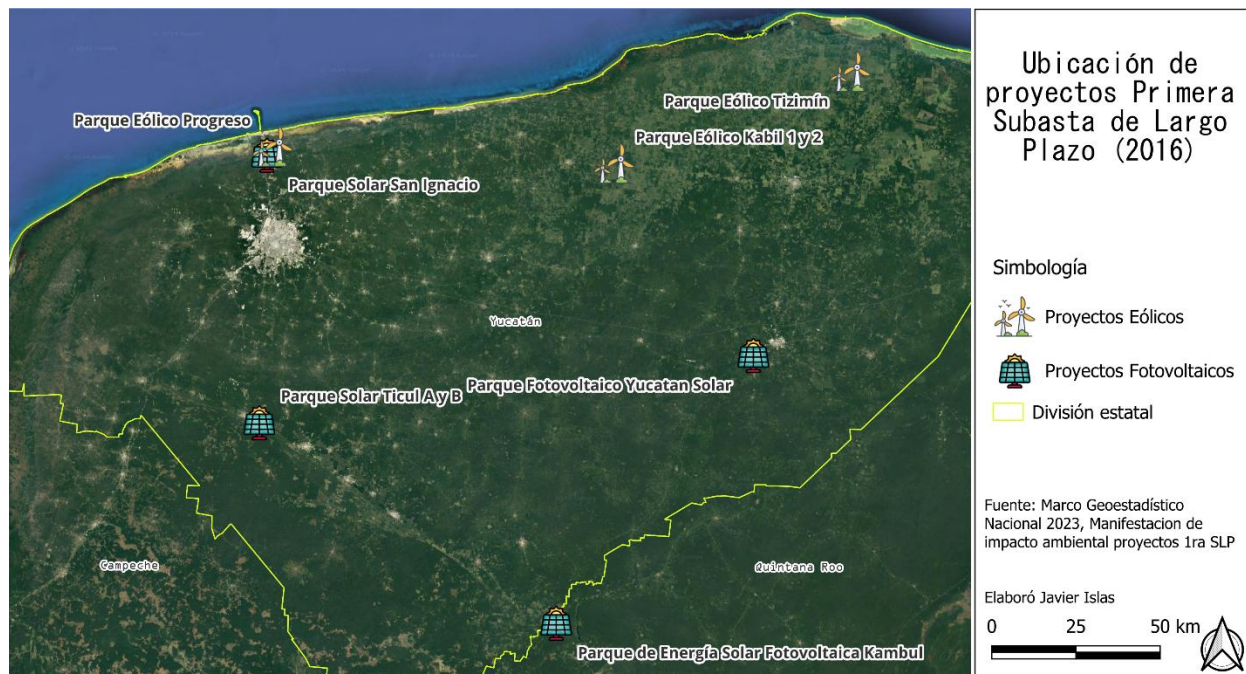 Parque Eólico Progreso
Parque Solar San Ignacio
Parque Eólico Tizimín
Parque Eólico Kabil 1 y 2
Yucatán
Parque Solar Ticul A y B
Parque Fotovoltaico Yucatan Solar
Campeche
Quintana Roo
Parque de Energía Solar Fotovoltaica Kambul
Ubicación de
proyectos Primera
Subasta de Largo
Plazo (2016)
Simbología
Proyectos Eólicos
Proyectos Fotovoltaicos
División estatal
Fuente: Marco Geoestadístico
Nacional 2023, Manifestacion de
impacto ambiental proyectos 1ra SLP
Elaboró Javier Islas
0 25 50 km